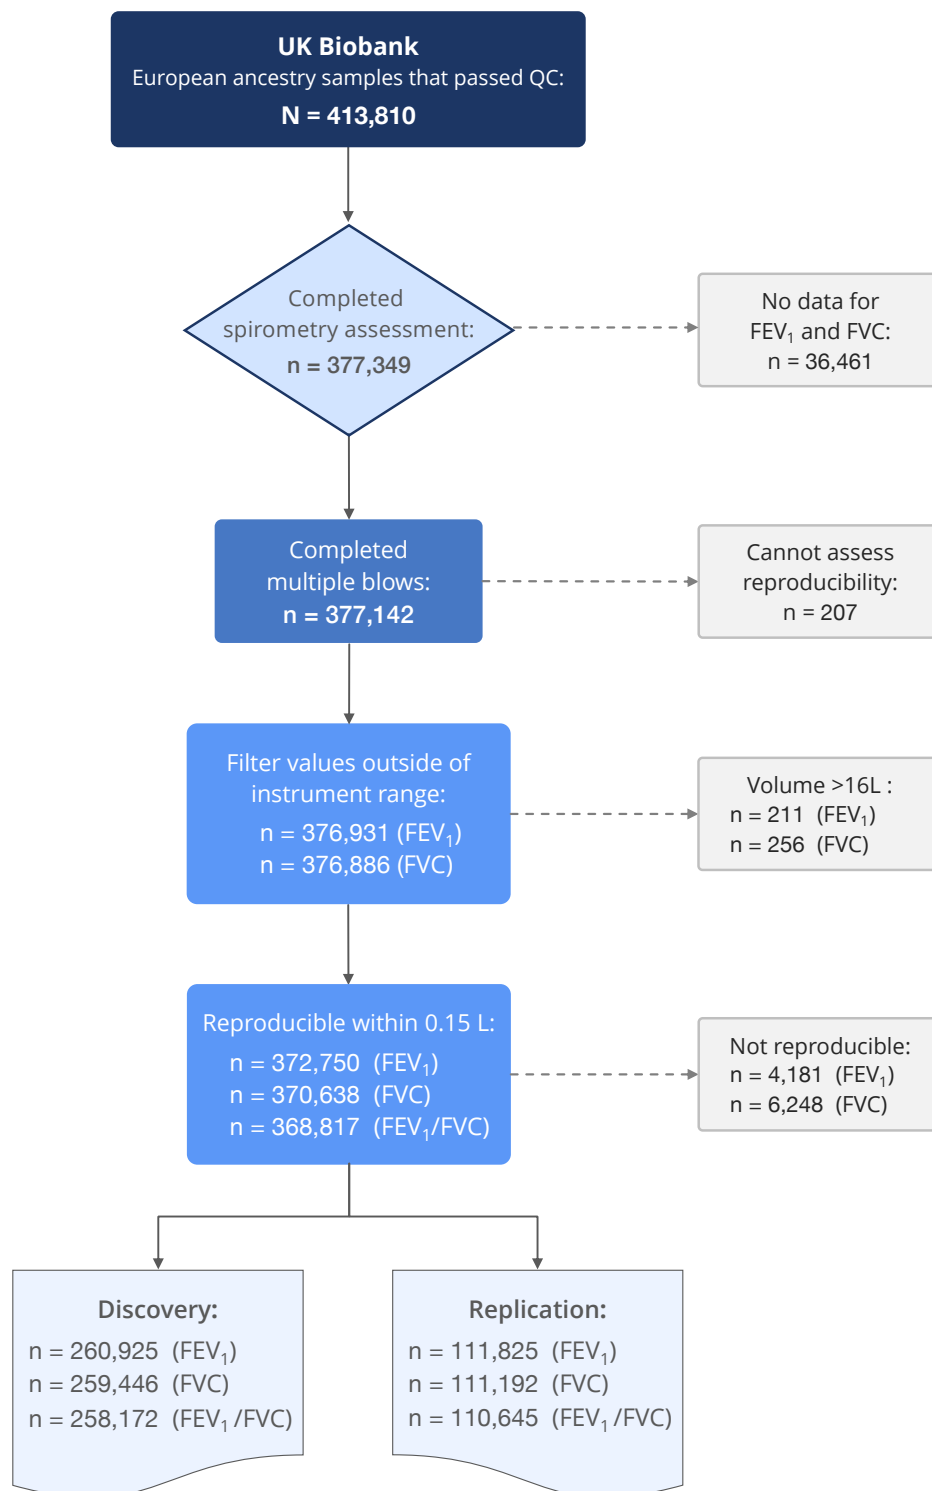 UK Biobank
European ancestry samples that passed QC:
N = 413,810
Completed
spirometry assessment:
n = 377,349
No data for
FEV₁ and FVC:
n = 36,461
Completed
multiple blows:
n = 377,142
Cannot assess
reproducibility:
n = 207
Filter values outside of
instrument range:
n = 376,931 (FEV₁)
n = 376,886 (FVC)
Volume >16L :
n = 211 (FEV₁)
n = 256 (FVC)
Reproducible within 0.15 L:
n = 372,750 (FEV₁)
n = 370,638 (FVC)
n = 368,817 (FEV₁/FVC)
Not reproducible:
n = 4,181 (FEV₁)
n = 6,248 (FVC)
Discovery:
n = 260,925 (FEV₁)
n = 259,446 (FVC)
n = 258,172 (FEV₁/FVC)
Replication:
n = 111,825 (FEV₁)
n = 111,192 (FVC)
n = 110,645 (FEV₁/FVC)